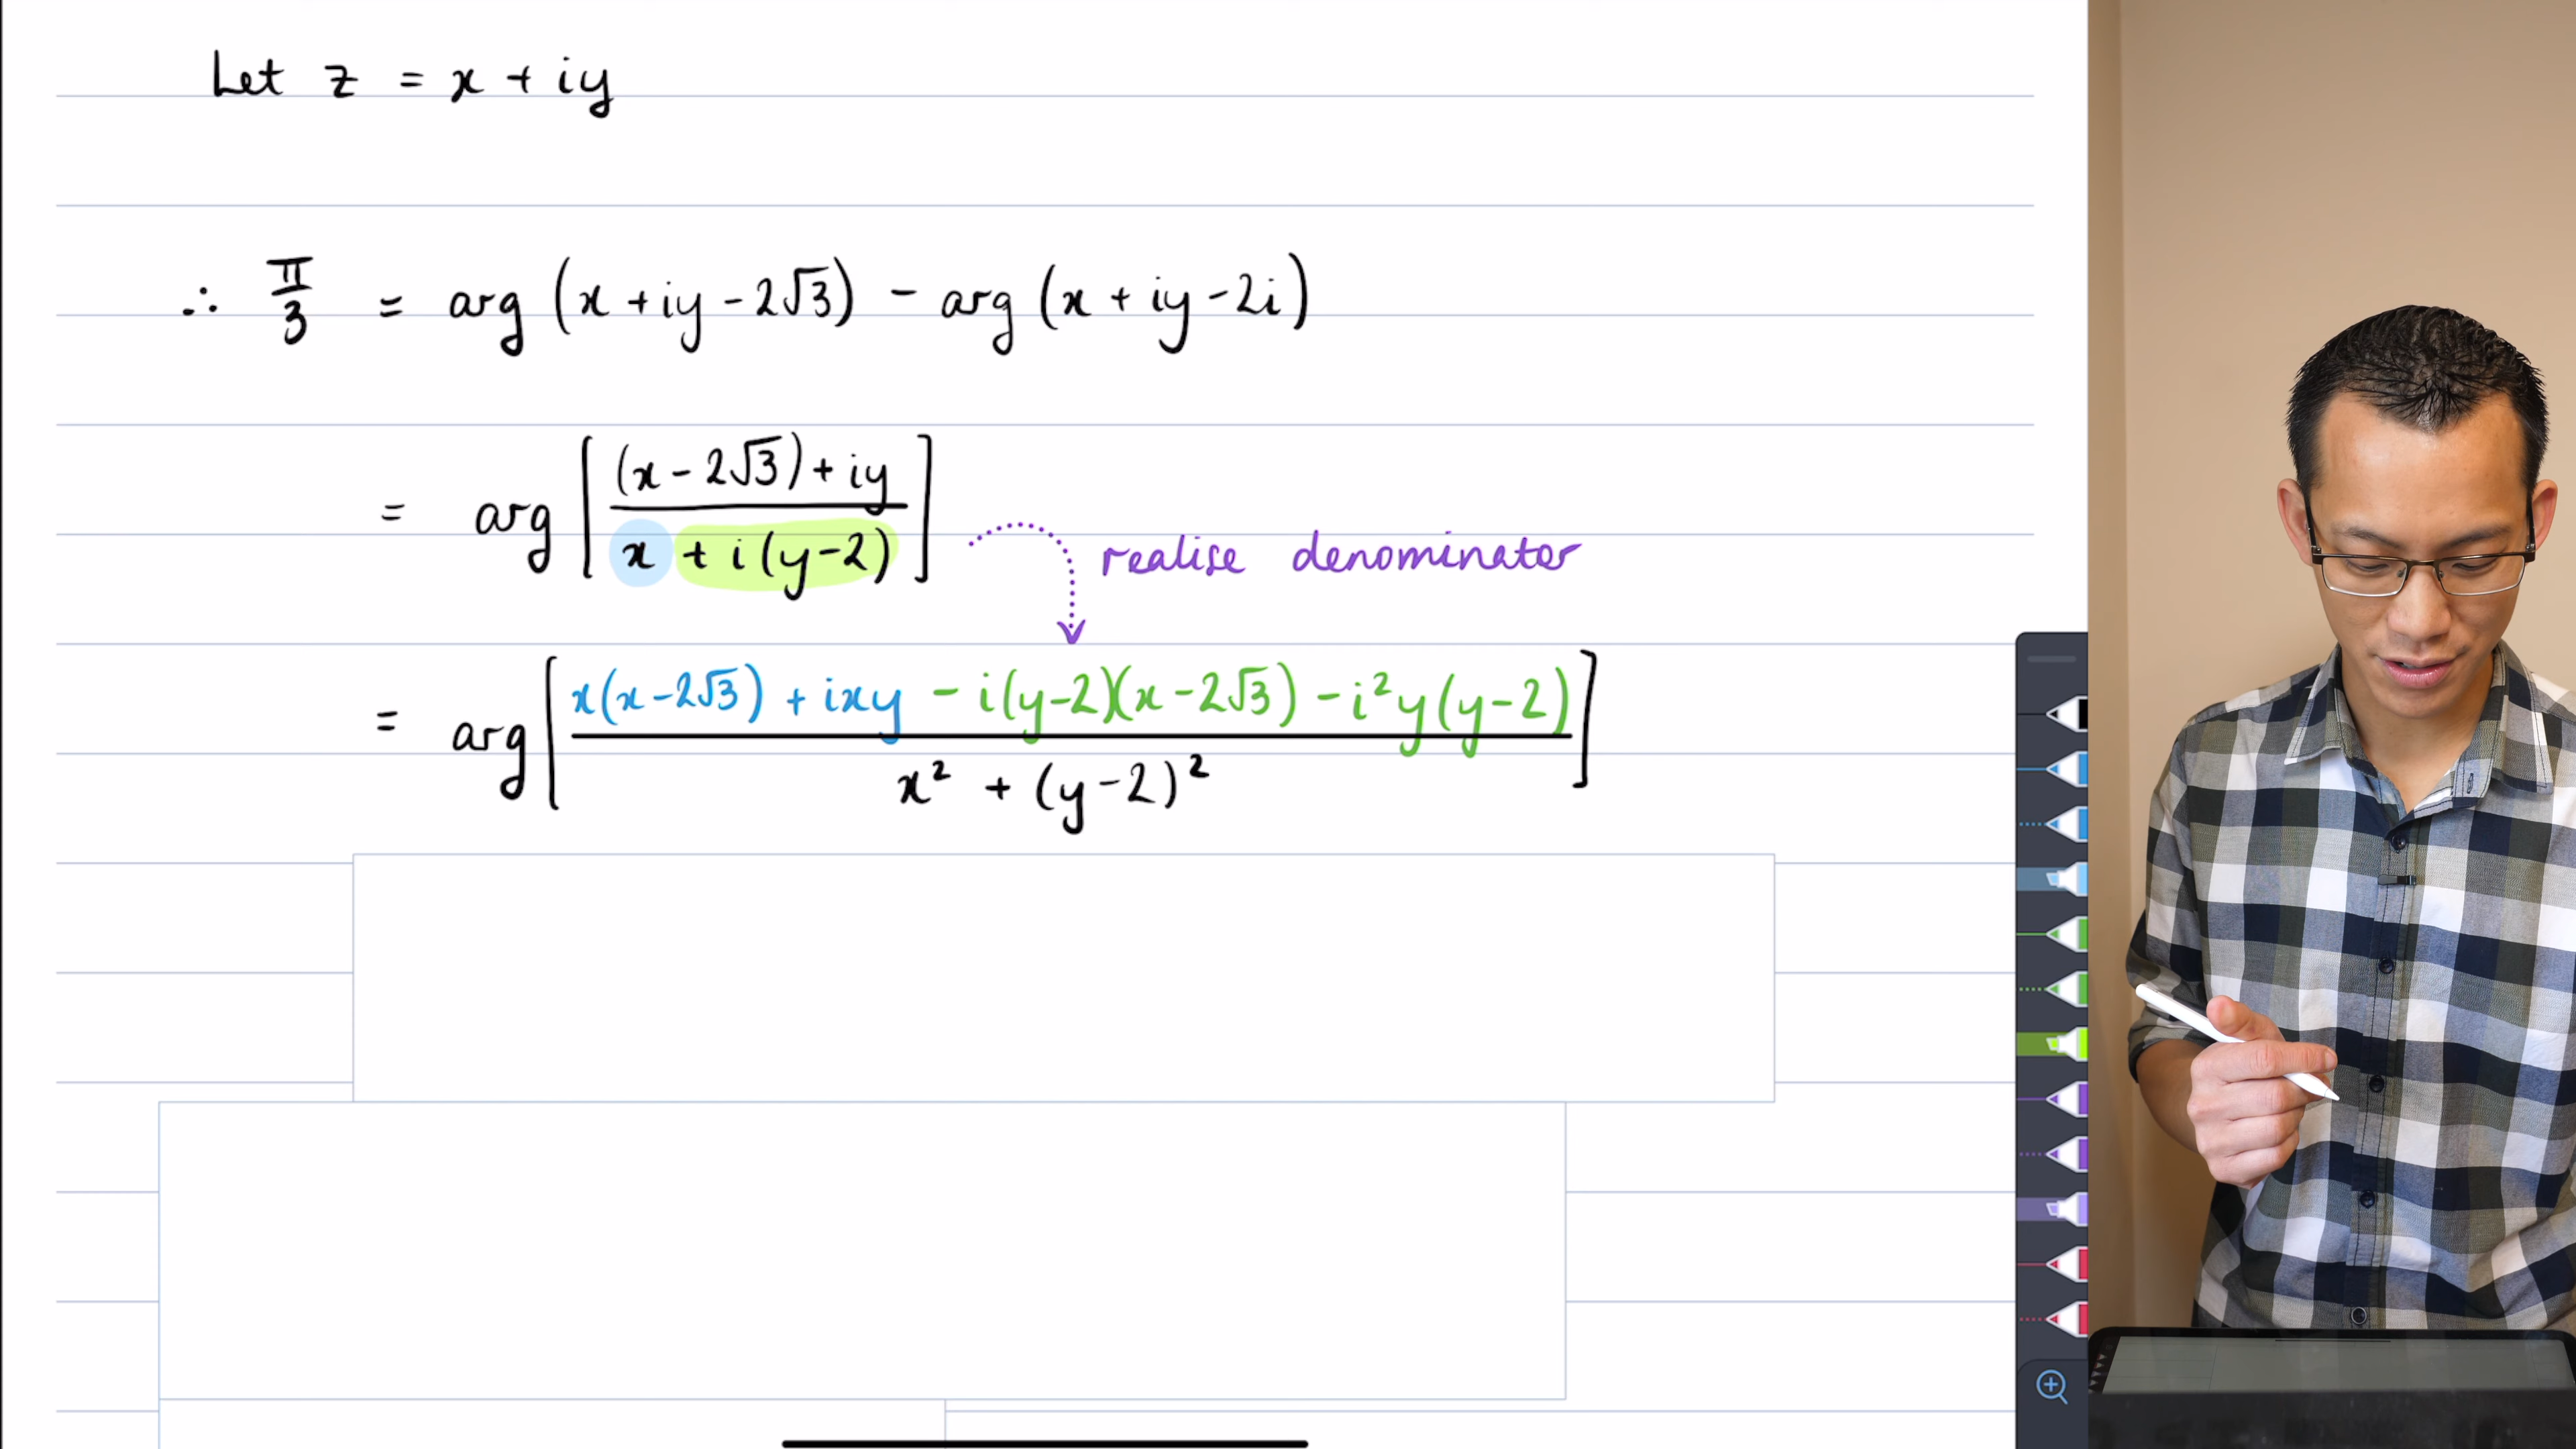 Let z = x + iy
∴ π/3 = arg (x + iy - 2√3) - arg (x + iy - 2i)
= arg [ (x - 2√3) + iy / x + i(y-2) ]
realise denominator
= arg [ x(x-2√3) + ixy - i(y-2)(x-2√3) - i²y(y-2) / x² + (y-2)² ]